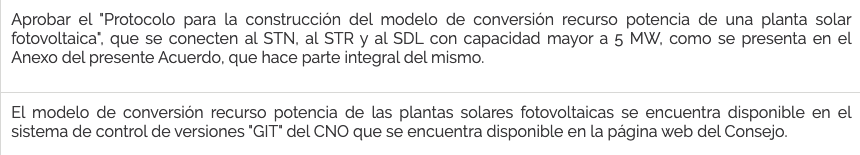 Aprobar el "Protocolo para la construcción del modelo de conversión recurso potencia de una planta solar
fotovoltaica", que se conecten al STN, al STR y al SDL con capacidad mayor a 5 MW, como se presenta en el
Anexo del presente Acuerdo, que hace parte integral del mismo.
El modelo de conversión recurso potencia de las plantas solares fotovoltaicas se encuentra disponible en el
sistema de control de versiones "GIT" del CNO que se encuentra disponible en la página web del Consejo.